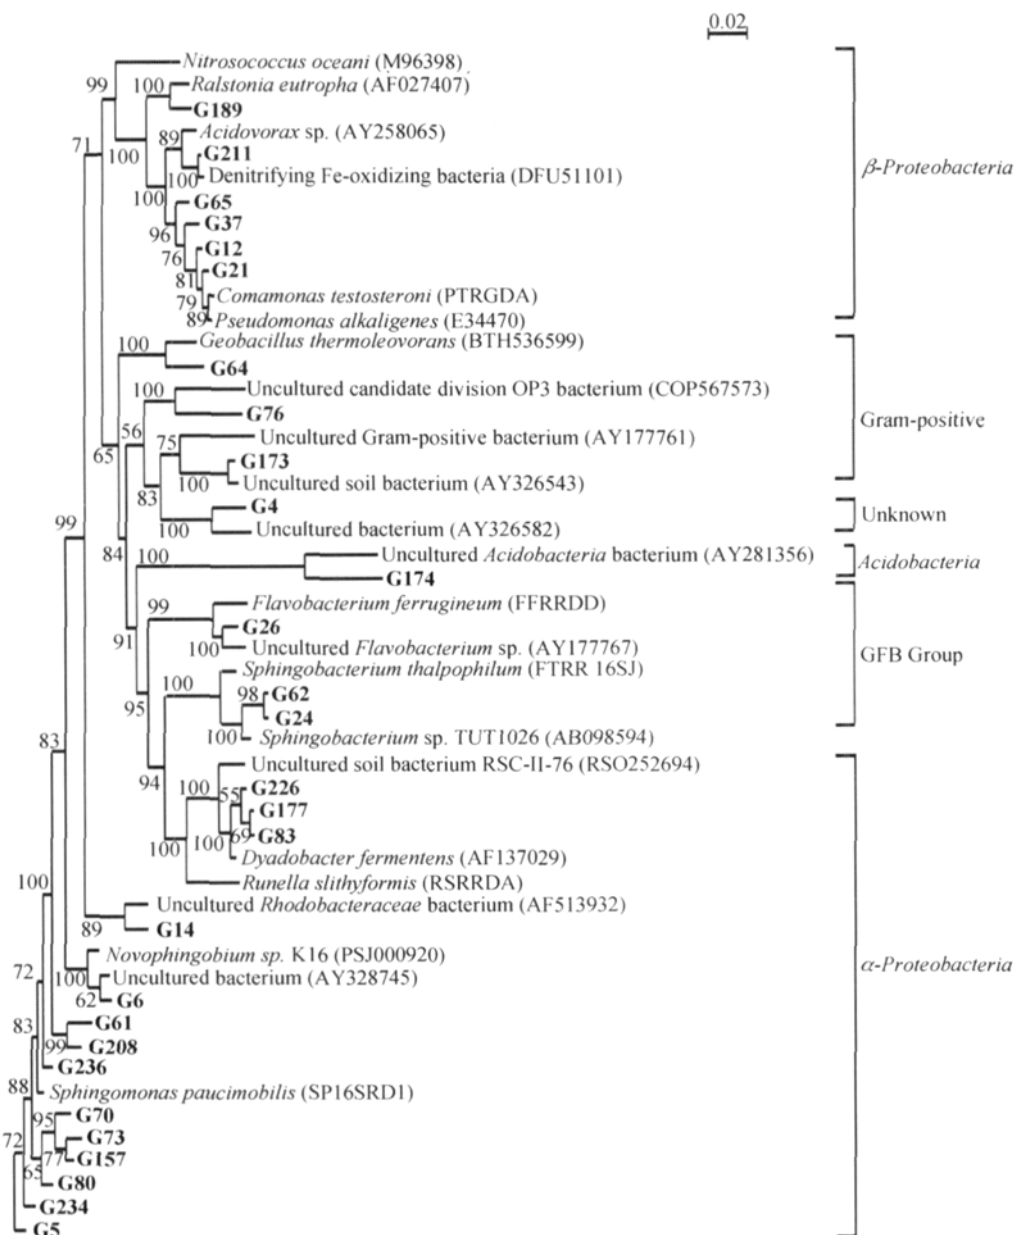 0.02
Nitrosococcus oceani (M96398)
99
100
Ralstonia eutropha (AF027407)
G189
89
Acidovorax sp. (AY258065)
71
100
G211
100
Denitrifying Fe-oxidizing bacteria (DFU51101)
β-Proteobacteria
100
G65
96
G37
76
G12
81
G21
79
Comamonas testosteroni (PTRGDA)
89
Pseudomonas alkaligenes (E34470)
100
Geobacillus thermoleovorans (BTH536599)
G64
100
Uncultured candidate division OP3 bacterium (COP567573)
G76
Gram-positive
56
75
Uncultured Gram-positive bacterium (AY177761)
65
G173
100
Uncultured soil bacterium (AY326543)
83
G4
Unknown
99
100
Uncultured bacterium (AY326582)
84
100
Uncultured Acidobacteria bacterium (AY281356)
Acidobacteria
G174
99
Flavobacterium ferrugineum (FFRRDD)
91
G26
100
Uncultured Flavobacterium sp. (AY177767)
GFB Group
Sphingobacterium thalpophilum (FTRR 16SJ)
100
98
G62
95
G24
83
100
Sphingobacterium sp. TUT1026 (AB098594)
Uncultured soil bacterium RSC-II-76 (RSO252694)
94
100
55
G226
G177
100
69
G83
100
Dyadobacter fermentens (AF137029)
100
Runella slithyformis (RSRRDA)
Uncultured Rhodobacteraceae bacterium (AF513932)
89
G14
Novophingobium sp. K16 (PSJ000920)
α-Proteobacteria
72
100
Uncultured bacterium (AY328745)
62
G6
83
G61
99
G208
G236
88
Sphingomonas paucimobilis (SP16SRD1)
95
G70
72
G73
77
G157
65
G80
G234
G5